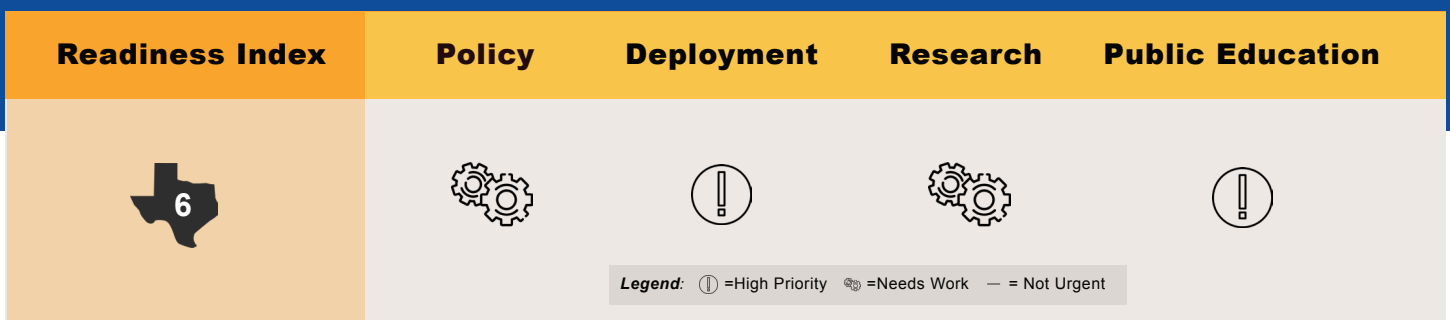 Readiness Index Policy Deployment Research Public Education
6
Legend: =High Priority =Needs Work — = Not Urgent